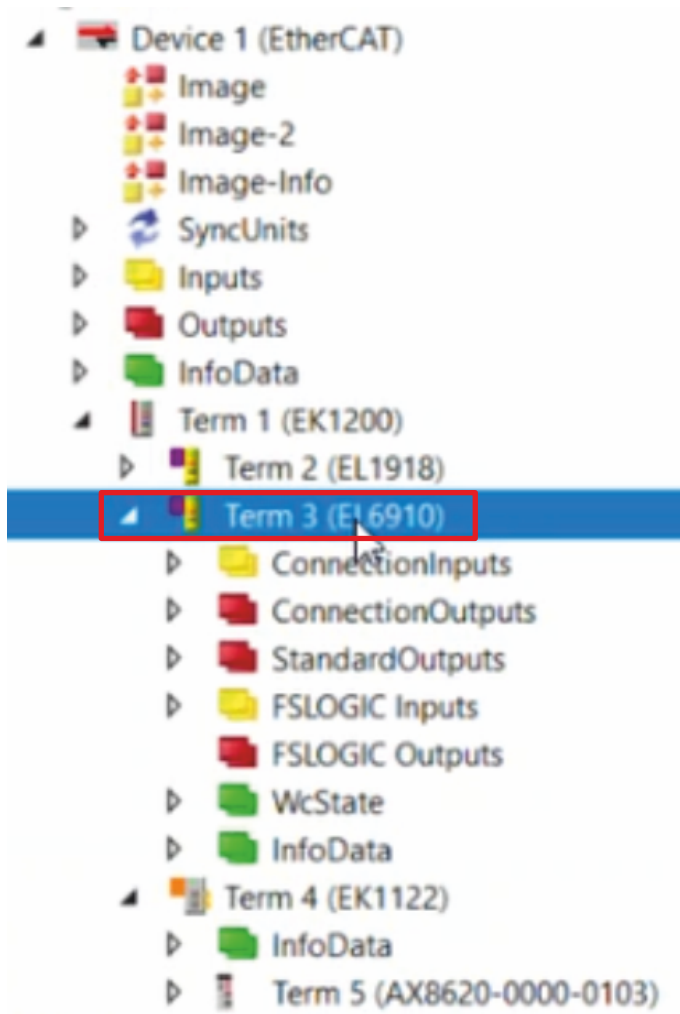 Device 1 (EtherCAT)
Image
Image-2
Image-Info
SyncUnits
Inputs
Outputs
InfoData
Term 1 (EK1200)
Term 2 (EL1918)
Term 3 (EL6910)
ConnectionInputs
ConnectionOutputs
StandardOutputs
FSLOGIC Inputs
FSLOGIC Outputs
WcState
InfoData
Term 4 (EK1122)
InfoData
Term 5 (AX8620-0000-0103)